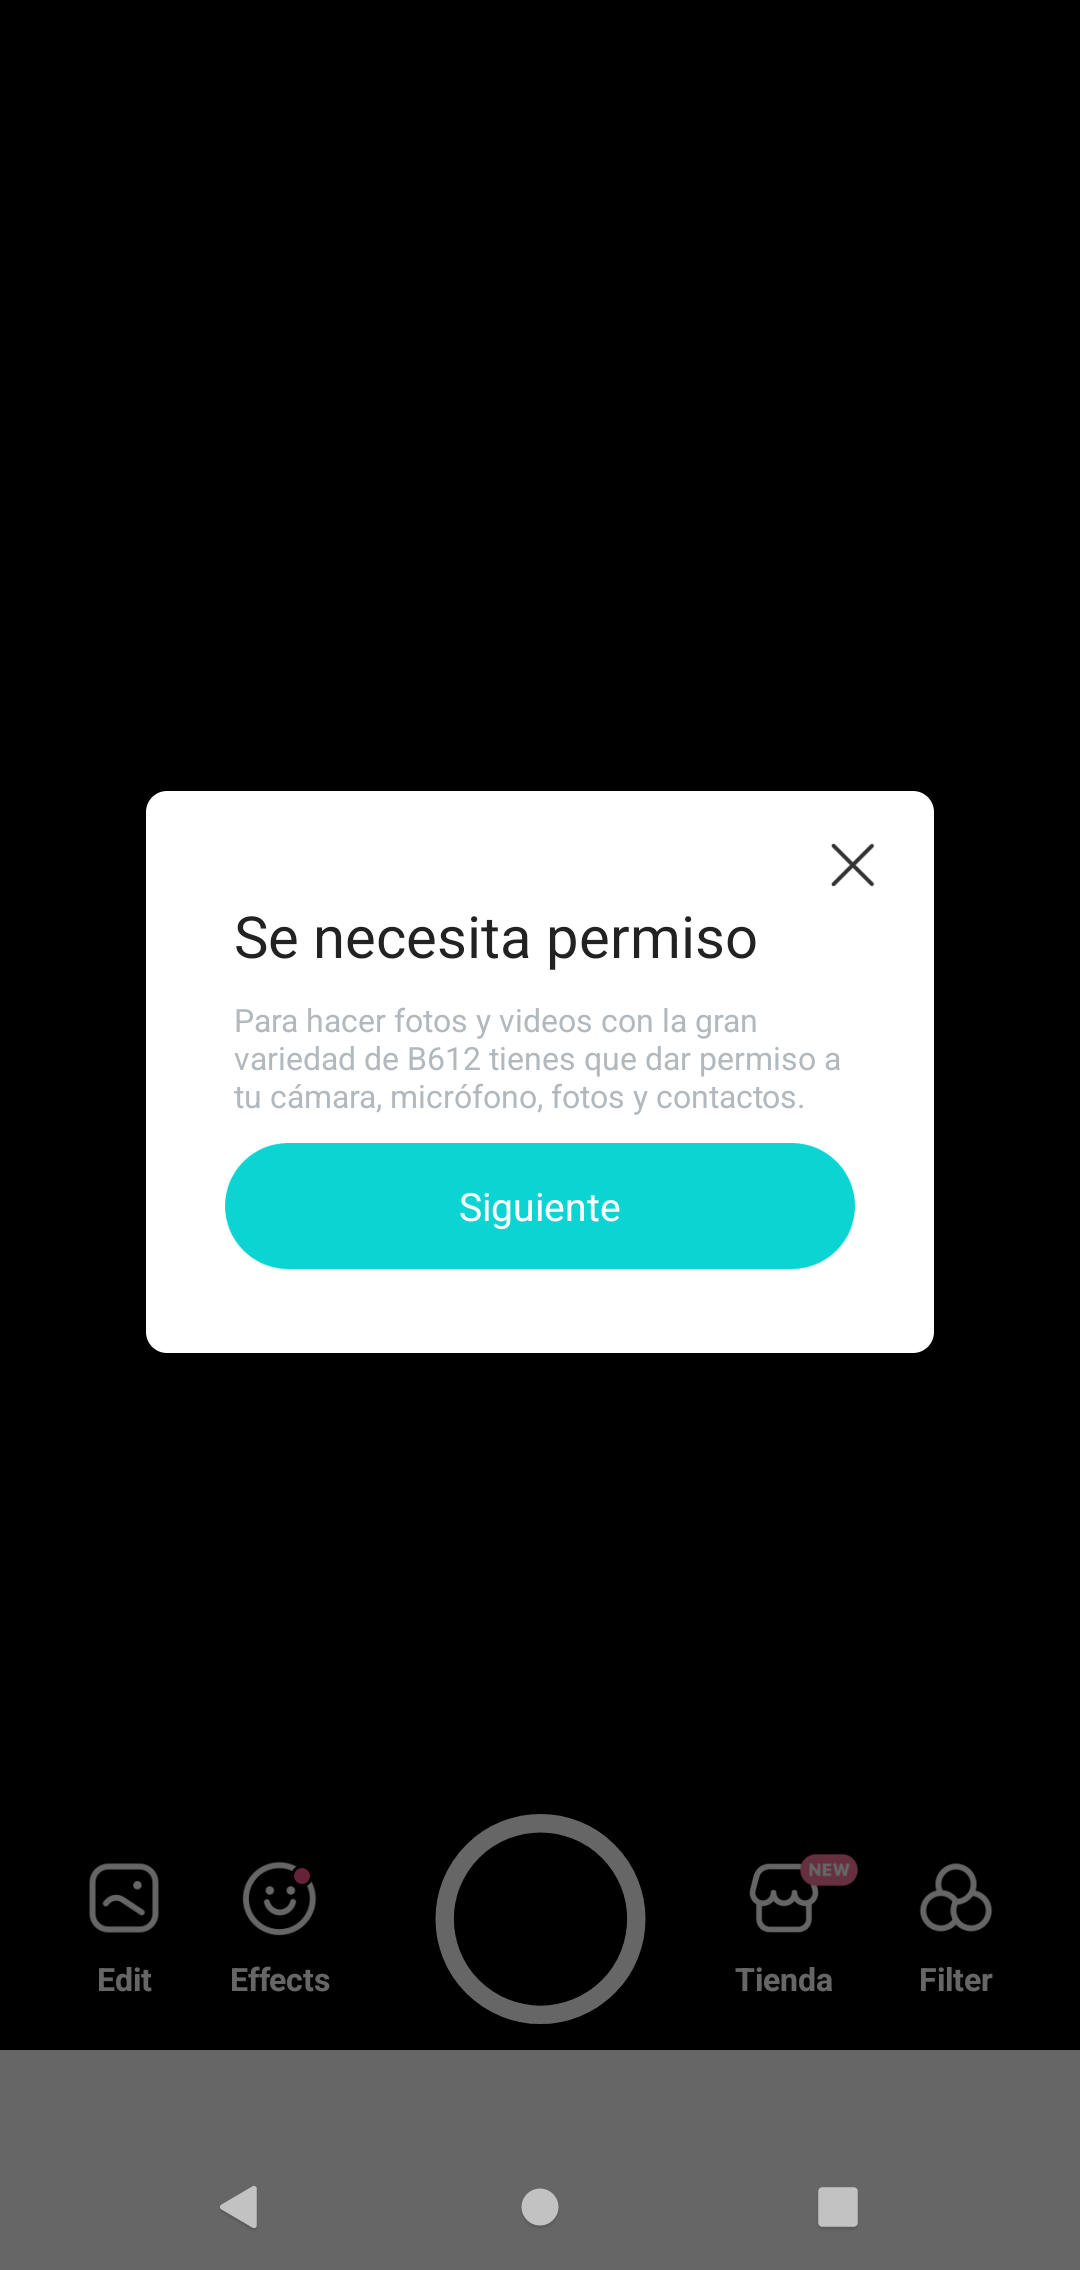 Se necesita permiso
Para hacer fotos y videos con la gran
variedad de B612 tienes que dar permiso a
tu cámara, micrófono, fotos y contactos.
Siguiente
NEW
Edit
Effects
Tienda
Filter